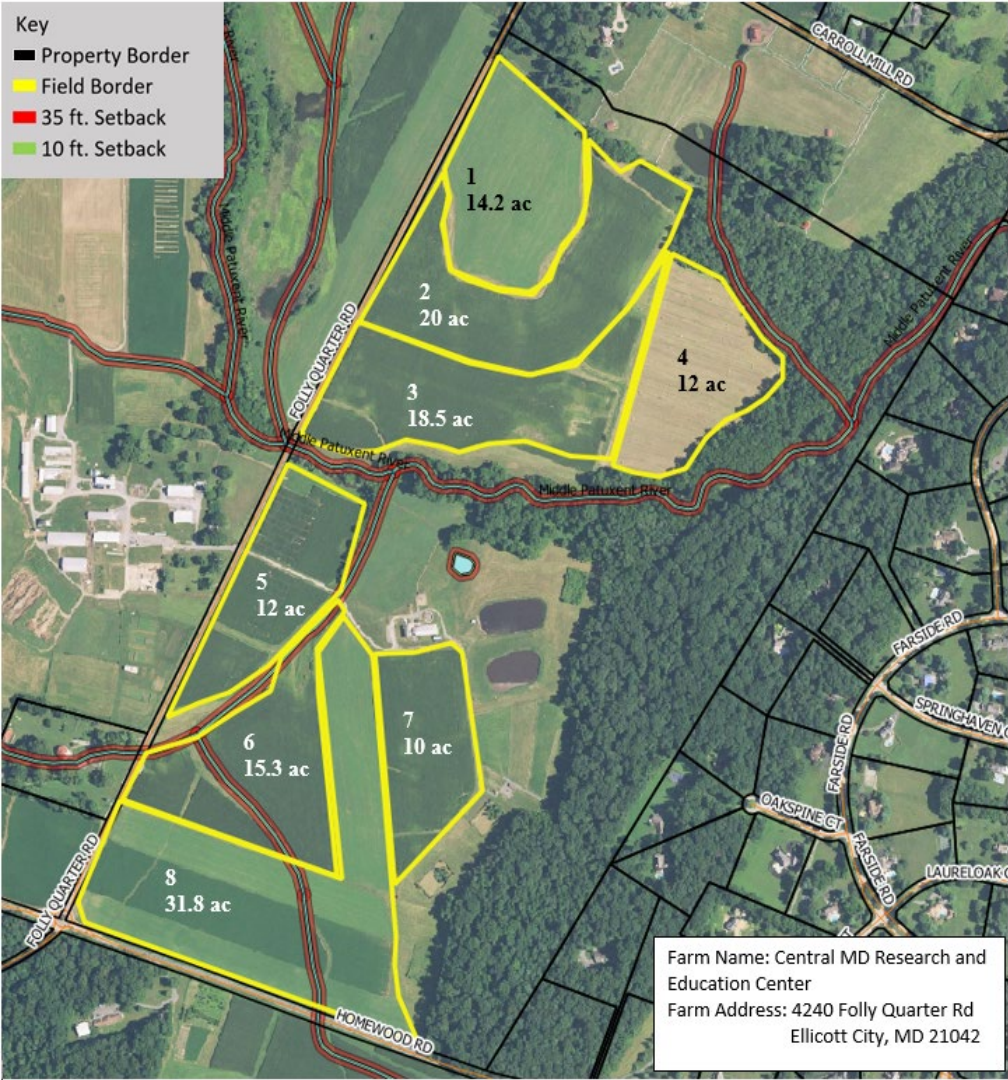 Key
Property Border
Field Border
35 ft. Setback
10 ft. Setback
River
CARROLL MILL RD
1
14.2 ac
Middle Patuxent River
Middle Patuxent River
2
20 ac
FOLLY QUARTER RD
4
12 ac
3
18.5 ac
Middle Patuxent River
Middle Patuxent River
5
12 ac
FARSIDE RD
SPRINGHAVEN C
7
10 ac
6
15.3 ac
FARSIDE RD
OAKSPINE CT
FARSIDE RD
LAURELOAK C
8
31.8 ac
FOLLY QUARTER RD
HOMEWOOD RD
Farm Name: Central MD Research and
Education Center
Farm Address: 4240 Folly Quarter Rd
Ellicott City, MD 21042